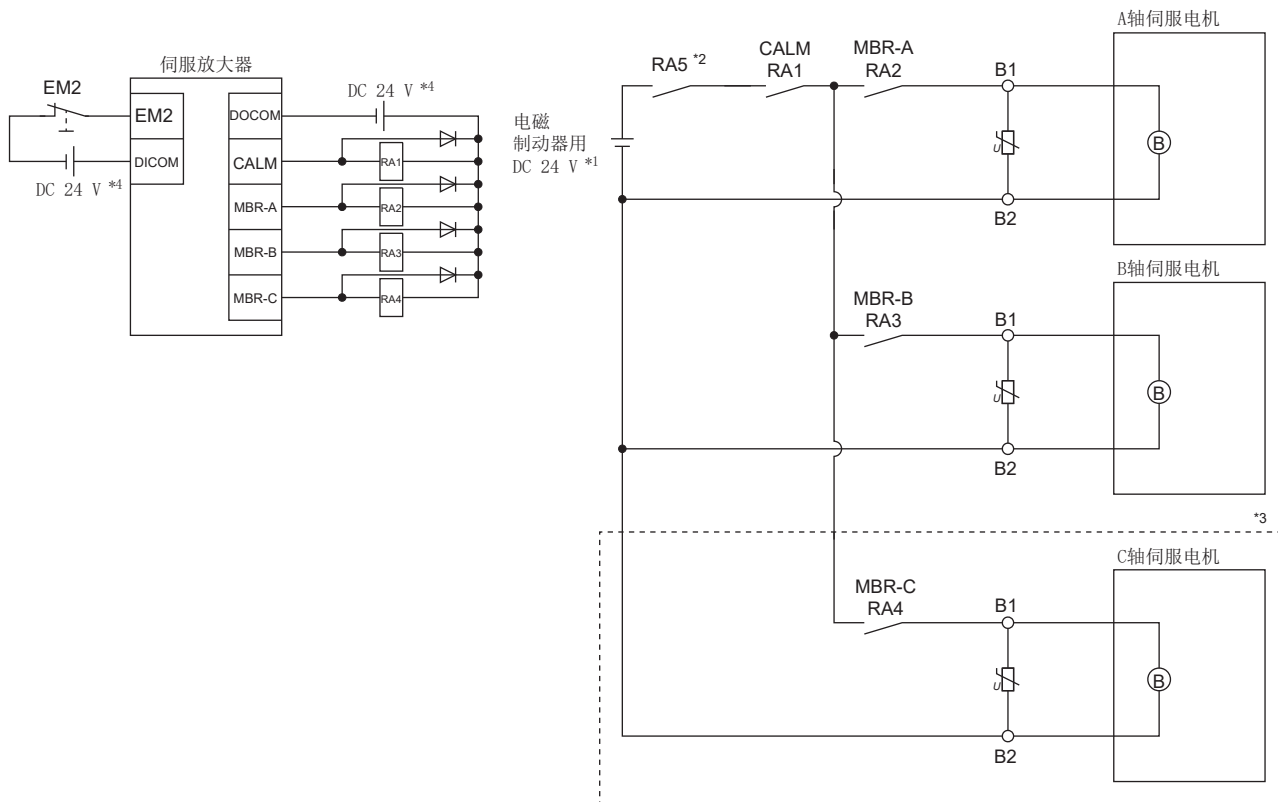 伺服放大器
EM2
EM2
DICOM
DC 24 V *4
DOCOM
CALM
MBR-A
MBR-B
MBR-C
DC 24 V *4
RA1
RA2
RA3
RA4
电磁
制动器用
DC 24 V *1
RA5 *2
CALM
RA1
MBR-A
RA2
B1
U
B2
A轴伺服电机
B
MBR-B
RA3
B1
U
B2
B轴伺服电机
B
*3
MBR-C
RA4
B1
U
B2
C轴伺服电机
B